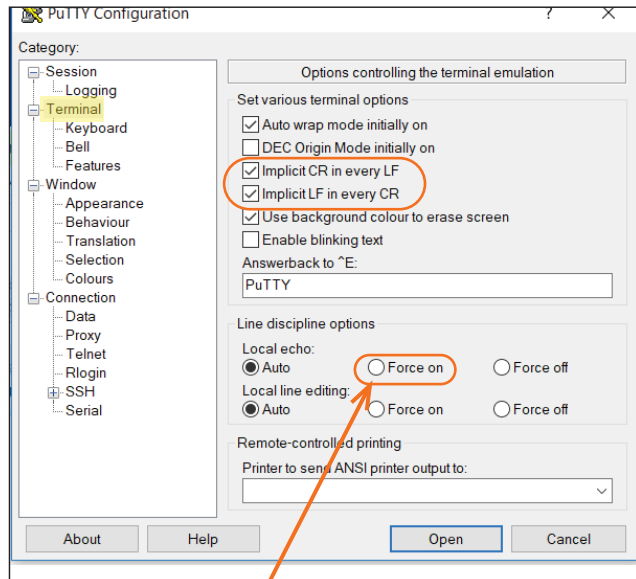 PuTTY Configuration
Category:
Session
Logging
Terminal
Keyboard
Bell
Features
Window
Appearance
Behaviour
Translation
Selection
Colours
Connection
Data
Proxy
Telnet
Rlogin
SSH
Serial
Options controlling the terminal emulation
Set various terminal options
Auto wrap mode initially on
DEC Origin Mode initially on
Implicit CR in every LF
Implicit LF in every CR
Use background colour to erase screen
Enable blinking text
Answerback to ^E:
PuTTY
Line discipline options
Local echo:
Auto Force on Force off
Local line editing:
Auto Force on Force off
Remote-controlled printing
Printer to send ANSI printer output to:
About Help Open Cancel